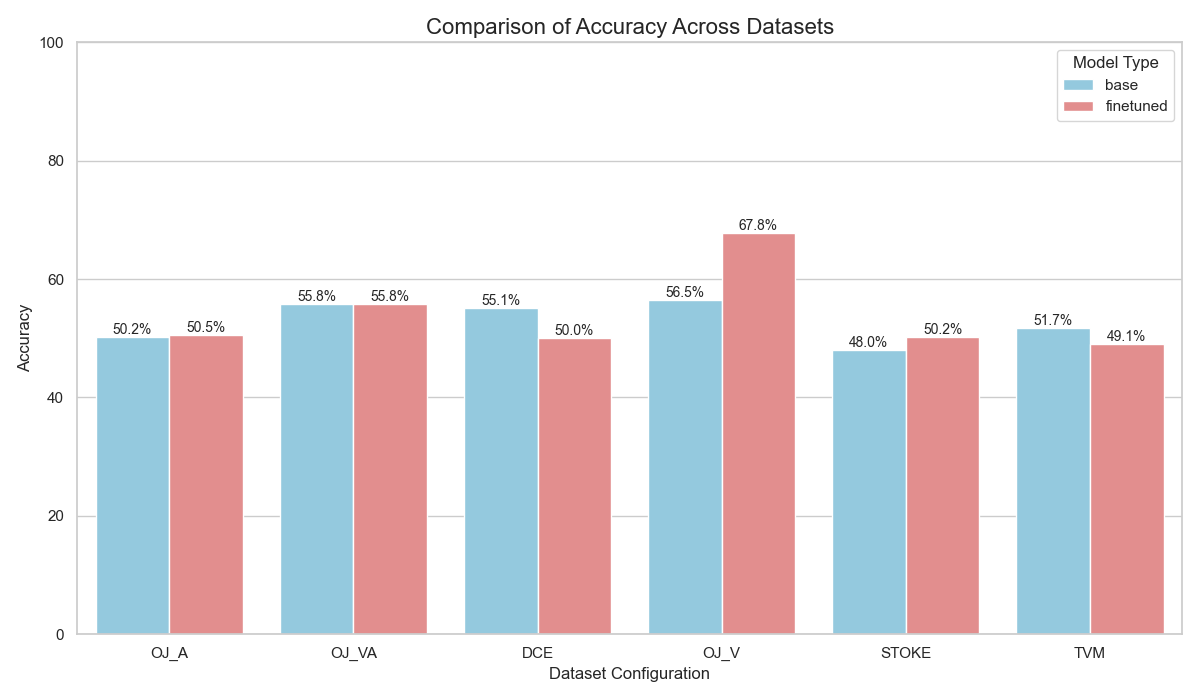 Comparison of Accuracy Across Datasets
100
80
60
40
20
0
Accuracy
Model Type
base
finetuned
50.2%
50.5%
55.8%
55.8%
55.1%
50.0%
56.5%
67.8%
48.0%
50.2%
51.7%
49.1%
OJ_A
OJ_VA
DCE
OJ_V
STOKE
TVM
Dataset Configuration